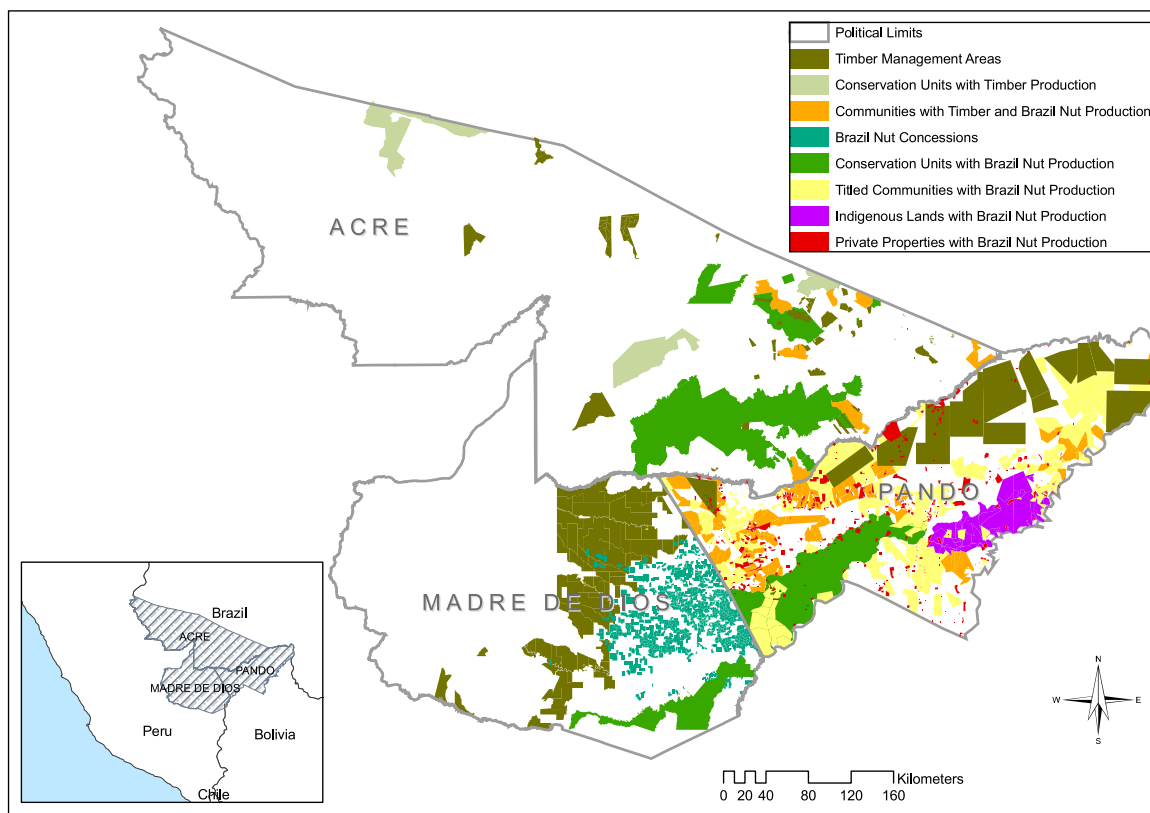 Political Limits
Timber Management Areas
Conservation Units with Timber Production
Communities with Timber and Brazil Nut Production
Brazil Nut Concessions
Conservation Units with Brazil Nut Production
Titled Communities with Brazil Nut Production
Indigenous Lands with Brazil Nut Production
Private Properties with Brazil Nut Production
ACRE
PANDO
MADRE DE DIOS
Brazil
ACRE
PANDO
MADRE DE DIOS
Peru
Bolivia
Chile
N
W E
S
Kilometers
0 20 40 80 120 160